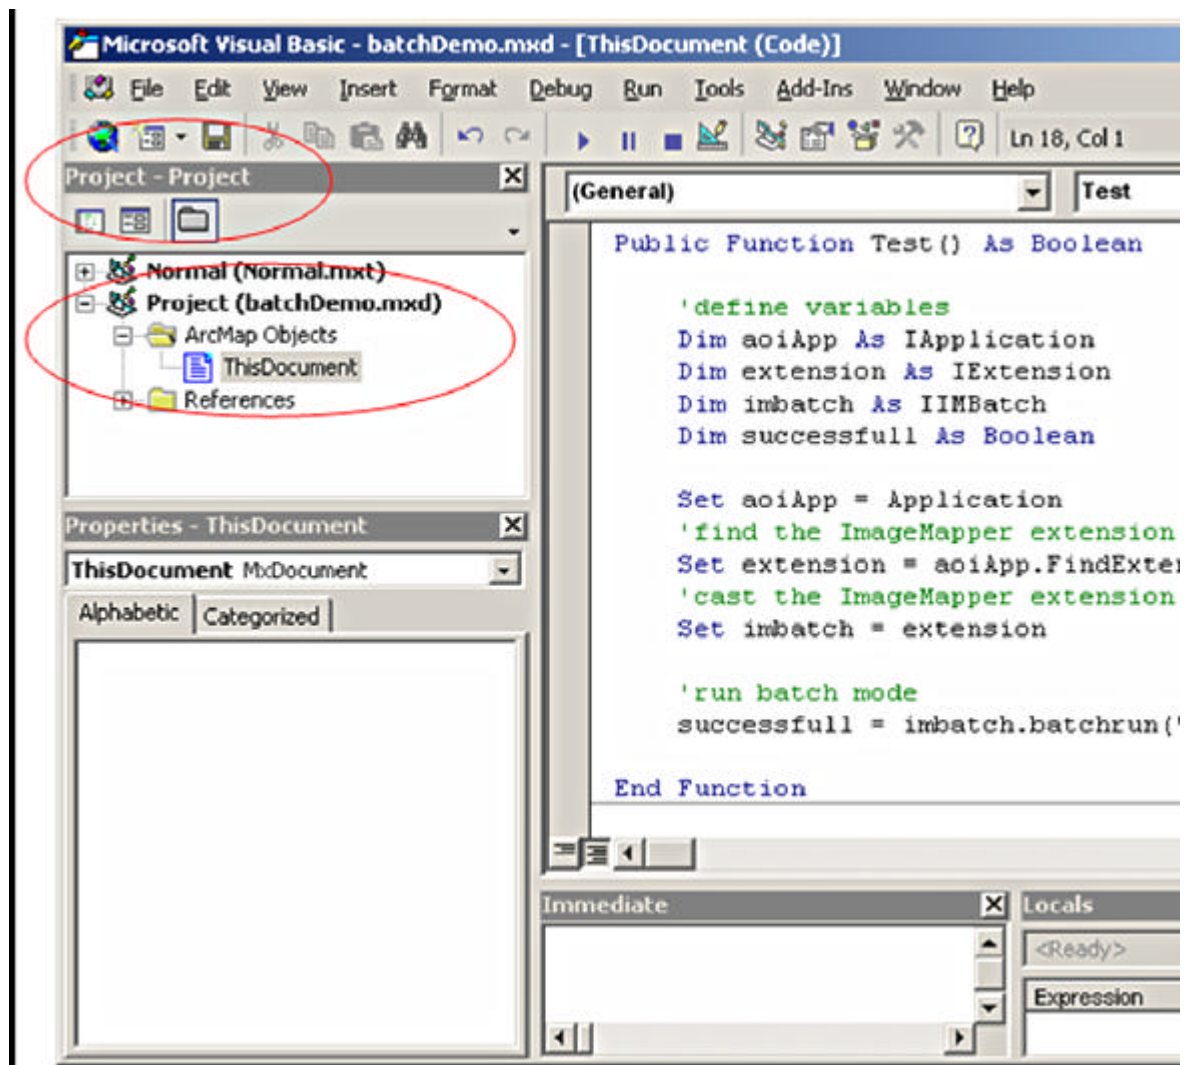 Microsoft Visual Basic - batchDemo.mxd - [ThisDocument (Code)]
File Edit View Insert Format Debug Run Tools Add-Ins Window Help
Ln 18, Col 1
Project - Project
Normal (Normal.mxt)
Project (batchDemo.mxd)
ArcMap Objects
ThisDocument
References
Properties - ThisDocument
ThisDocument MxDocument
Alphabetic Categorized
(General) Test
Public Function Test() As Boolean
'define variables
Dim aoiApp As IApplication
Dim extension As IExtension
Dim imbatch As IIMBatch
Dim successfull As Boolean
Set aoiApp = Application
'find the ImageMapper extension
Set extension = aoiApp.FindExter
'cast the ImageMapper extension
Set imbatch = extension
'run batch mode
successfull = imbatch.batchrun("
End Function
Immediate
Locals
<Ready>
Expression